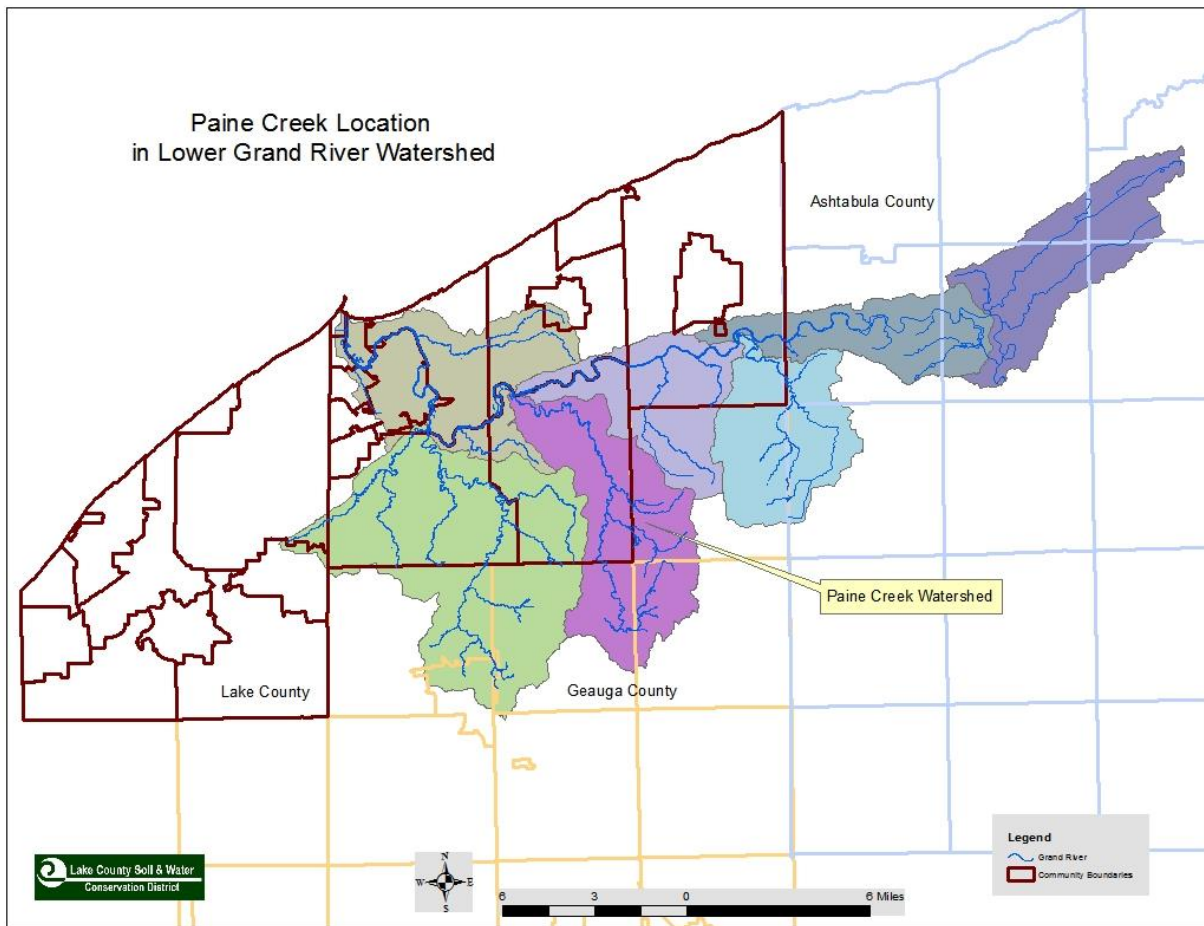 Paine Creek Location
in Lower Grand River Watershed
Ashtabula County
Paine Creek Watershed
Lake County
Geauga County
Legend
Grand River
Community Boundaries
Lake County Soil & Water
Conservation District
N
W E
S
6 3 0 6 Miles